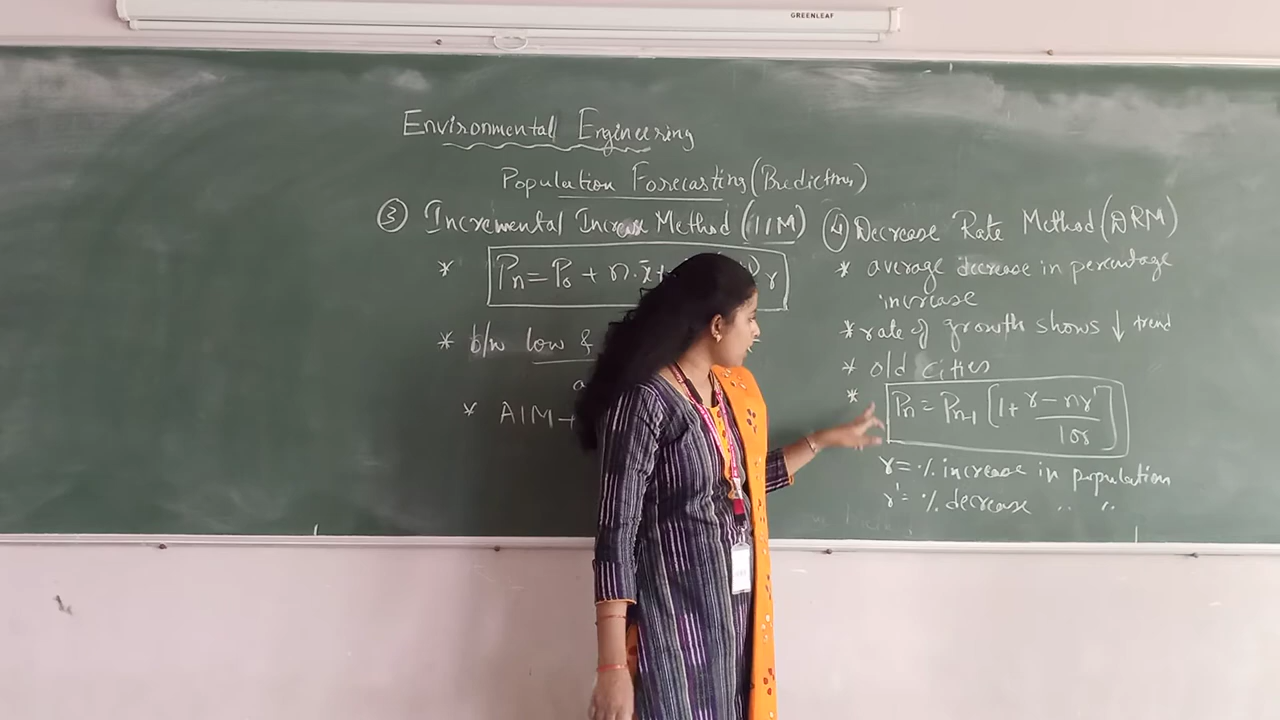 GREENLEAF
Environmental Engineering
Population Forecasting (Prediction)
③ Incremental Increase Method (IIM)
* Pn = Po + n.x̄ +
* b/w low &
* AIM +
④ Decrease Rate Method (DRM)
* average decrease in percentage
increase
* rate of growth shows ↓ trend
* old cities
* Pn = Pn-1 [1 + r - nr' / 100]
r = % increase in population
r' = % decrease " "